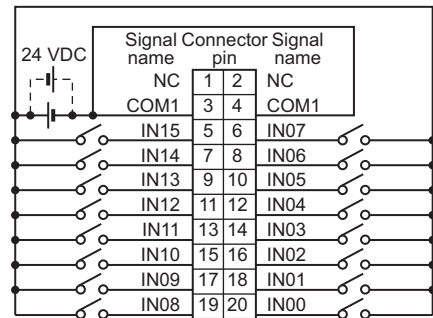 Signal Connector Signal
24 VDC name pin name
NC 1 2 NC
COM1 3 4 COM1
IN15 5 6 IN07
IN14 7 8 IN06
IN13 9 10 IN05
IN12 11 12 IN04
IN11 13 14 IN03
IN10 15 16 IN02
IN09 17 18 IN01
IN08 19 20 IN00